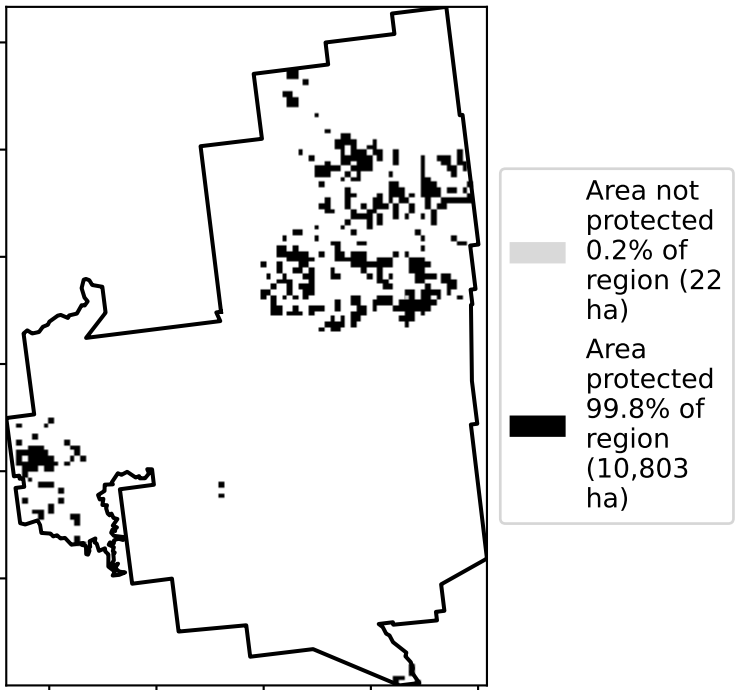 Area not
protected
0.2% of
region (22
ha)
Area
protected
99.8% of
region
(10,803
ha)